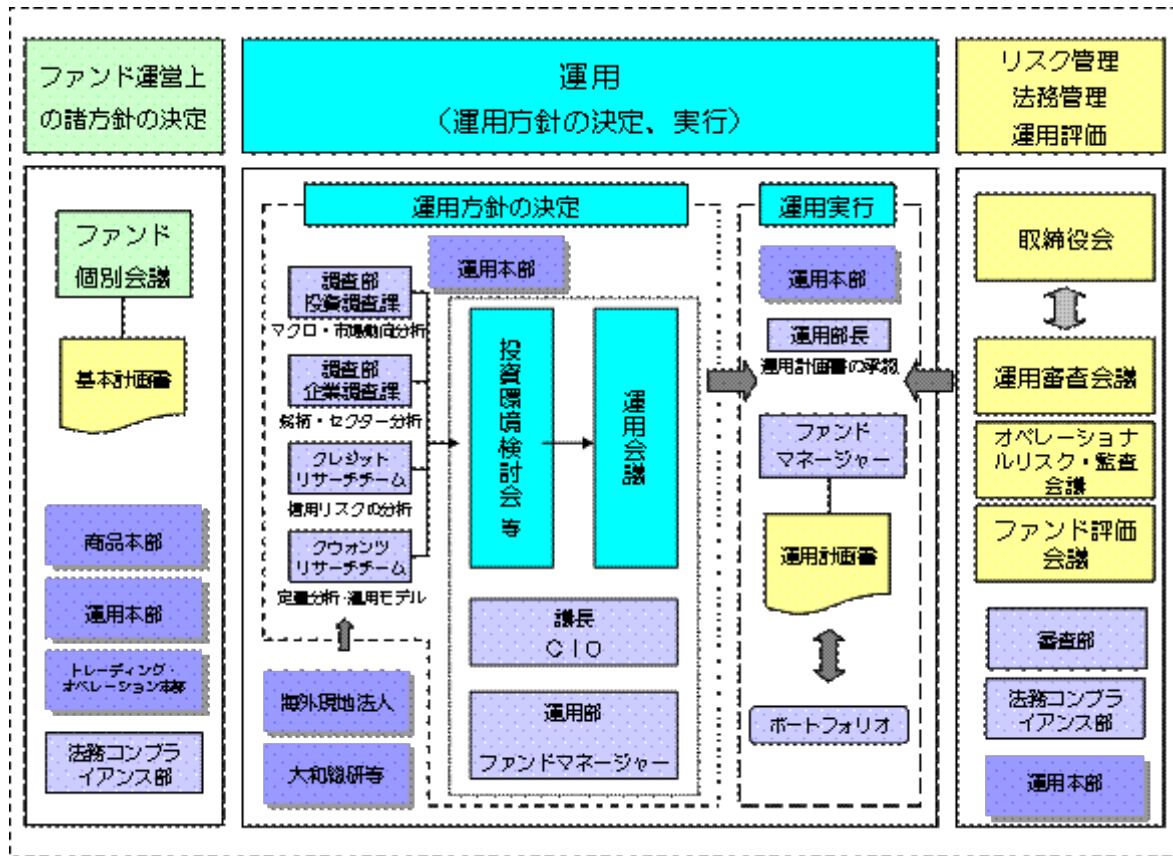 ファンド運営上
の諸方針の決定
ファンド
個別会議
基本計画書
商品本部
運用本部
トレーディング・
オペレーション本部
法務コンプラ
イアンス部
運用
(運用方針の決定、実行)
運用方針の決定
運用本部
調査部
投資調査課
マクロ・市場動向分析
調査部
企業調査課
銘柄・セクター分析
クレジット
リサーチチーム
信用リスクの分析
クウォンツ
リサーチチーム
定量分析・運用モデル
海外現地法人
大和総研等
投資環境検討会 等
運用会議
議長
CIO
運用部
ファンドマネージャー
運用実行
運用本部
運用部長
運用計画書の承認
ファンド
マネージャー
運用計画書
ポートフォリオ
リスク管理
法務管理
運用評価
取締役会
運用審査会議
オペレーショナ
ルリスク・監査
会議
ファンド評価
会議
審査部
法務コンプラ
イアンス部
運用本部